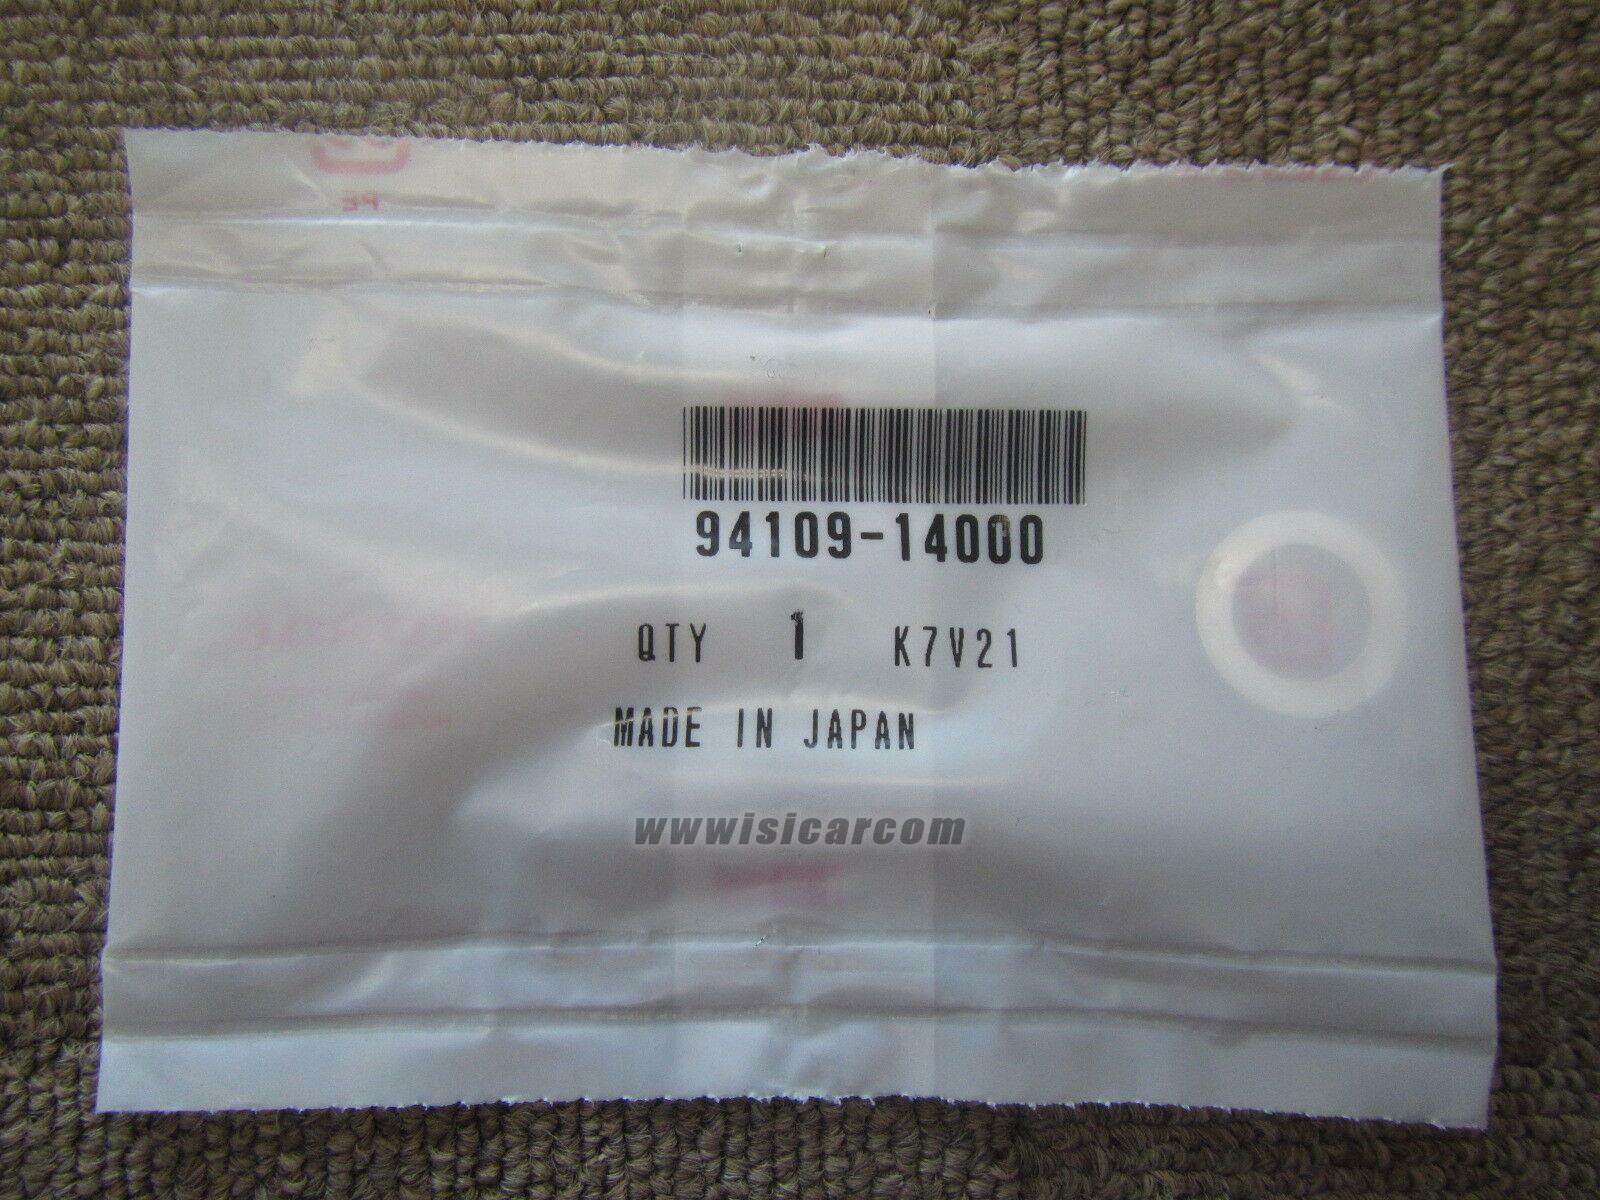 94109-14000
QTY 1 K7V21
MADE IN JAPAN
wwwisicarcom